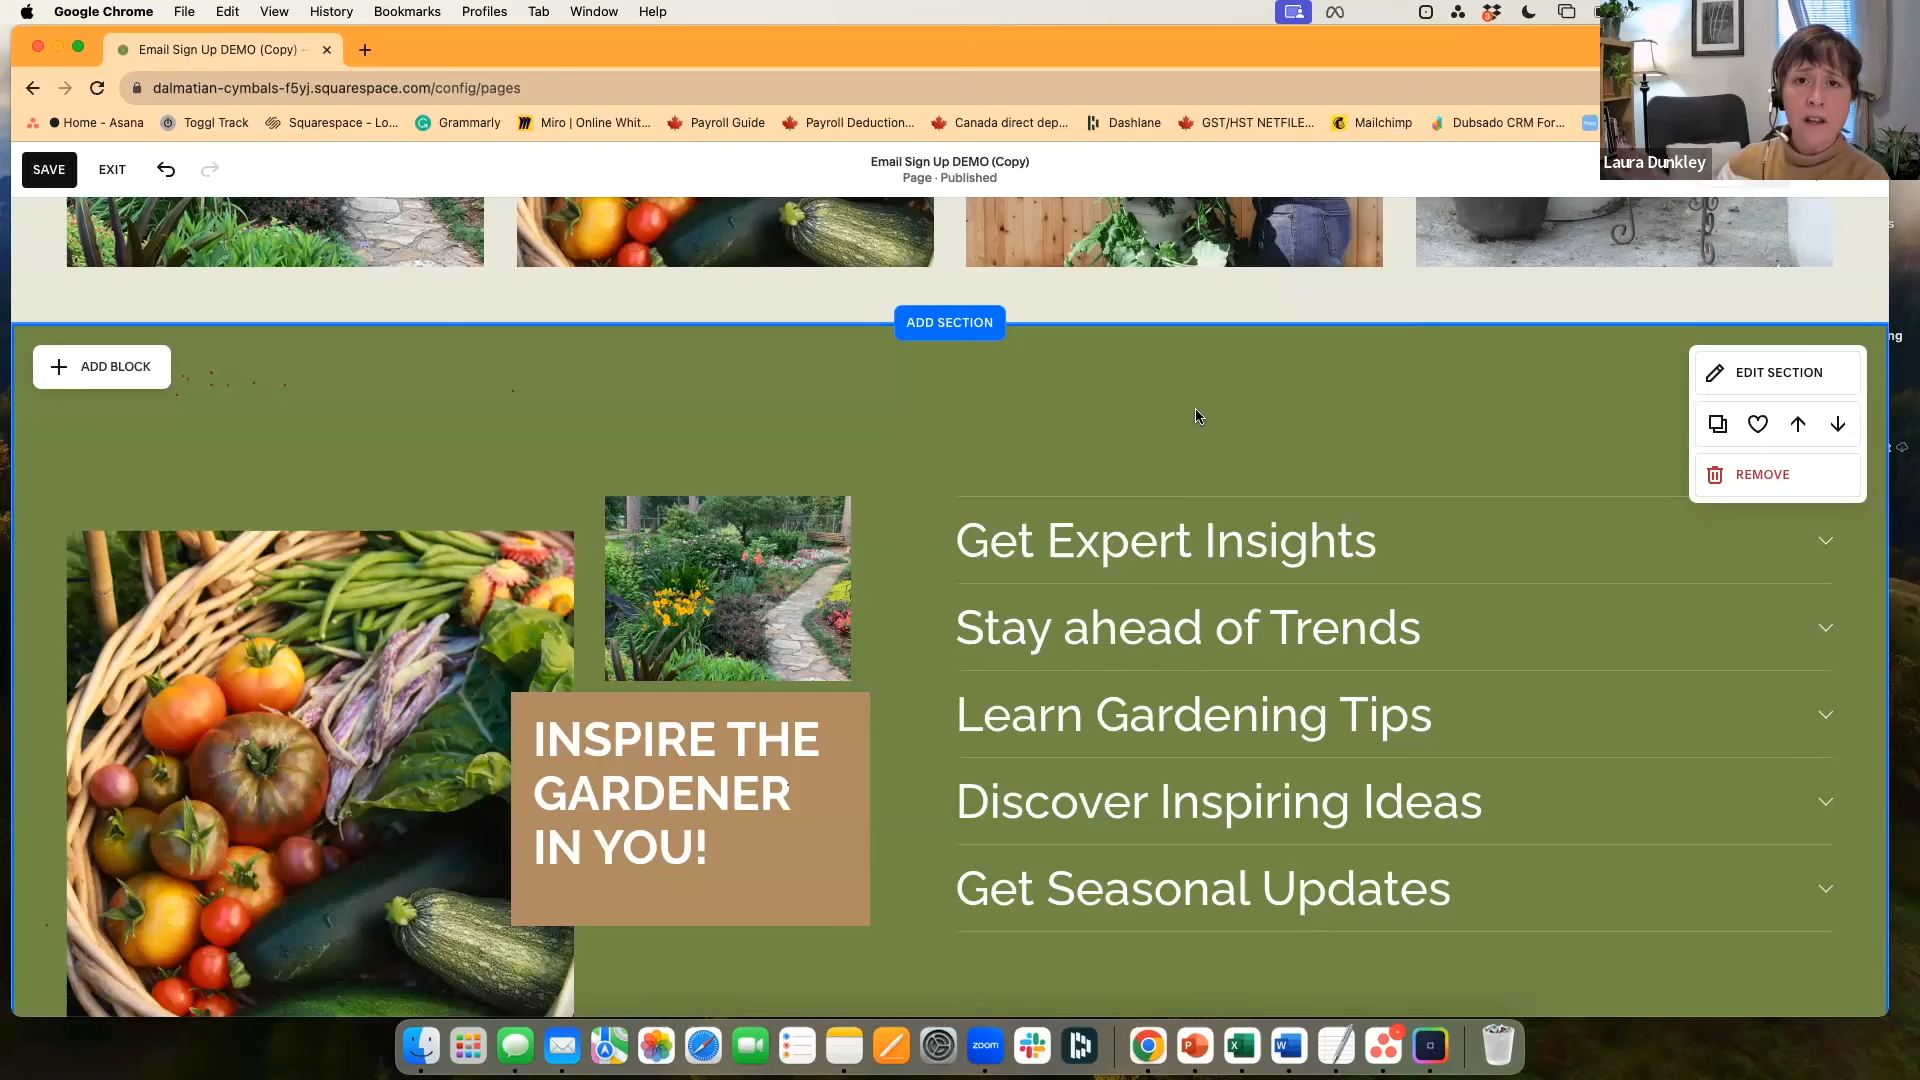 Google Chrome File Edit View History Bookmarks Profiles Tab Window Help
Email Sign Up DEMO (Copy)
dalmatian-cymbals-f5yj.squarespace.com/config/pages
Home - Asana Toggl Track Squarespace - Lo... Grammarly Miro | Online Whit... Payroll Guide Payroll Deduction... Canada direct dep... Dashlane GST/HST NETFILE... Mailchimp Dubsado CRM For...
Laura Dunkley
SAVE EXIT
Email Sign Up DEMO (Copy)
Page · Published
ADD SECTION
ADD BLOCK
EDIT SECTION
REMOVE
INSPIRE THE
GARDENER
IN YOU!
Get Expert Insights
Stay ahead of Trends
Learn Gardening Tips
Discover Inspiring Ideas
Get Seasonal Updates
zoom